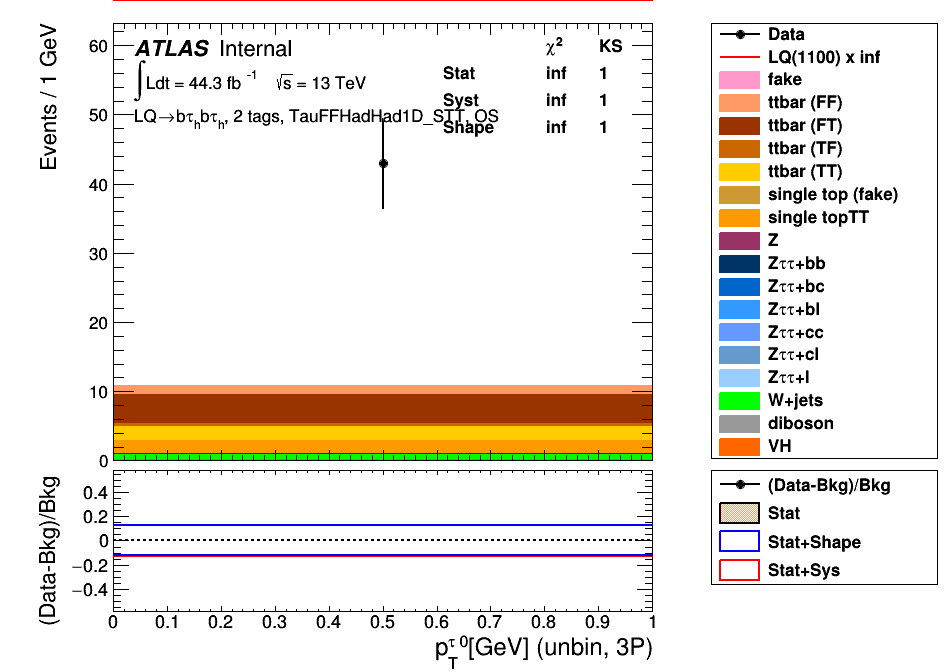 ATLAS Internal
∫Ldt = 44.3 fb⁻¹ √s = 13 TeV
LQ→bτₕbτₕ, 2 tags, TauFFHadHad1D_STT, OS
χ² KS
Stat inf 1
Syst inf 1
Shape inf 1
Events / 1 GeV
60
50
40
30
20
10
0
(Data-Bkg)/Bkg
0.4
0.2
0
−0.2
−0.4
0 0.1 0.2 0.3 0.4 0.5 0.6 0.7 0.8 0.9 1
p_T^τ 0[GeV] (unbin, 3P)
Data
LQ(1100) x inf
fake
ttbar (FF)
ttbar (FT)
ttbar (TF)
ttbar (TT)
single top (fake)
single topTT
Z
Zττ+bb
Zττ+bc
Zττ+bl
Zττ+cc
Zττ+cl
Zττ+l
W+jets
diboson
VH
(Data-Bkg)/Bkg
Stat
Stat+Shape
Stat+Sys